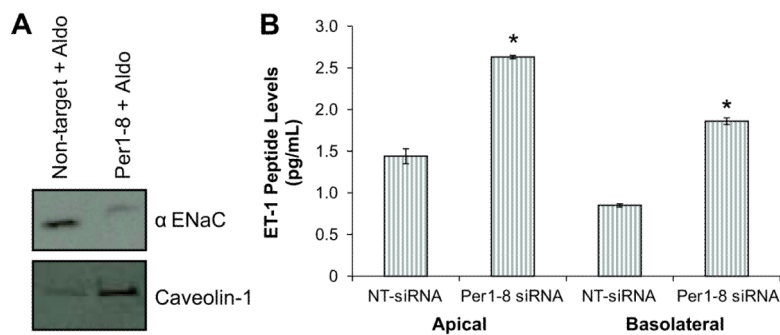 A
Non-target + Aldo
Per1-8 + Aldo
α ENaC
Caveolin-1
B
ET-1 Peptide Levels
(pg/mL)
3.0
2.5
2.0
1.5
1.0
0.5
0
*
*
NT-siRNA Per1-8 siRNA NT-siRNA Per1-8 siRNA
Apical Basolateral